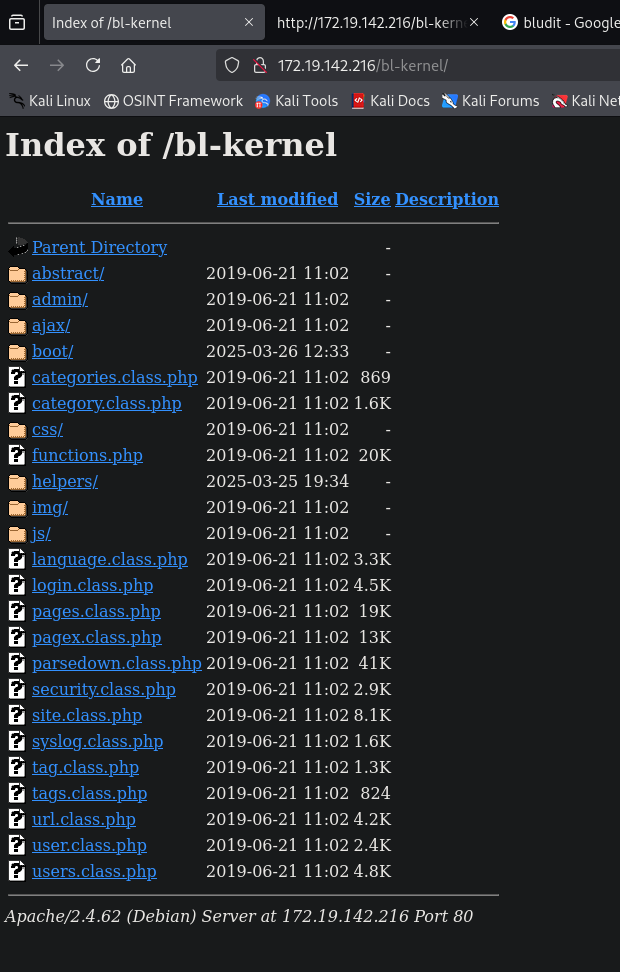 Index of /bl-kernel
http://172.19.142.216/bl-kern
bludit - Google
172.19.142.216/bl-kernel/
Kali Linux OSINT Framework Kali Tools Kali Docs Kali Forums Kali Net
Index of /bl-kernel
Name Last modified Size Description
Parent Directory -
abstract/ 2019-06-21 11:02 -
admin/ 2019-06-21 11:02 -
ajax/ 2019-06-21 11:02 -
boot/ 2025-03-26 12:33 -
categories.class.php 2019-06-21 11:02 869
category.class.php 2019-06-21 11:02 1.6K
css/ 2019-06-21 11:02 -
functions.php 2019-06-21 11:02 20K
helpers/ 2025-03-25 19:34 -
img/ 2019-06-21 11:02 -
js/ 2019-06-21 11:02 -
language.class.php 2019-06-21 11:02 3.3K
login.class.php 2019-06-21 11:02 4.5K
pages.class.php 2019-06-21 11:02 19K
pagex.class.php 2019-06-21 11:02 13K
parsedown.class.php 2019-06-21 11:02 41K
security.class.php 2019-06-21 11:02 2.9K
site.class.php 2019-06-21 11:02 8.1K
syslog.class.php 2019-06-21 11:02 1.6K
tag.class.php 2019-06-21 11:02 1.3K
tags.class.php 2019-06-21 11:02 824
url.class.php 2019-06-21 11:02 4.2K
user.class.php 2019-06-21 11:02 2.4K
users.class.php 2019-06-21 11:02 4.8K
Apache/2.4.62 (Debian) Server at 172.19.142.216 Port 80